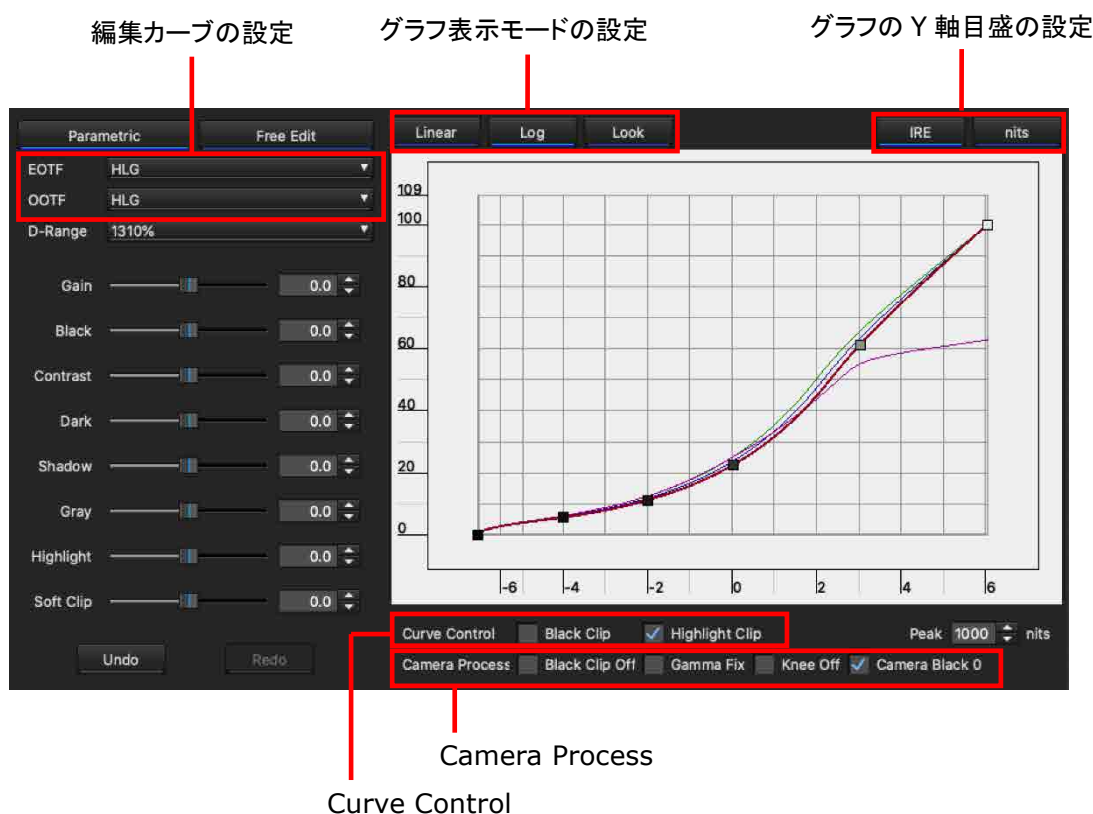 編集カーブの設定 グラフ表示モードの設定 グラフの Y 軸目盛の設定
Parametric Free Edit Linear Log Look IRE nits
EOTF HLG
OOTF HLG
D-Range 1310%
Gain 0.0
Black 0.0
Contrast 0.0
Dark 0.0
Shadow 0.0
Gray 0.0
Highlight 0.0
Soft Clip 0.0
Undo Redo
109
100
80
60
40
20
0
-6 -4 -2 0 2 4 6
Curve Control Black Clip Highlight Clip Peak 1000 nits
Camera Process Black Clip Off Gamma Fix Knee Off Camera Black 0
Camera Process
Curve Control